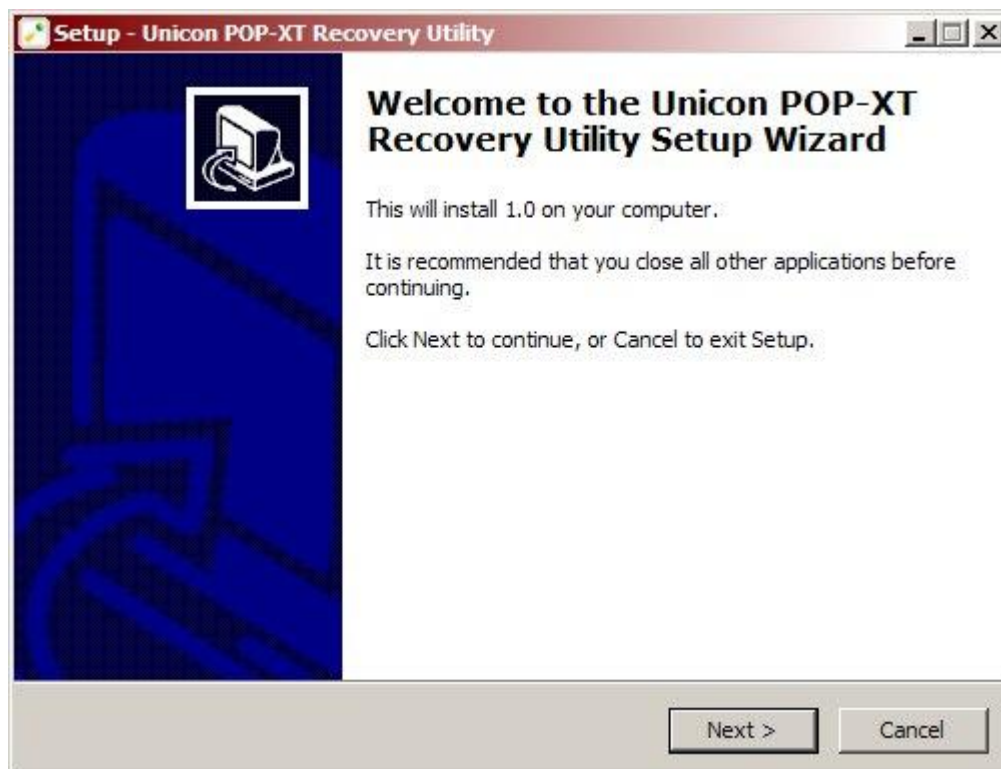 Setup - Unicon POP-XT Recovery Utility
Welcome to the Unicon POP-XT
Recovery Utility Setup Wizard
This will install 1.0 on your computer.
It is recommended that you close all other applications before
continuing.
Click Next to continue, or Cancel to exit Setup.
Next >
Cancel